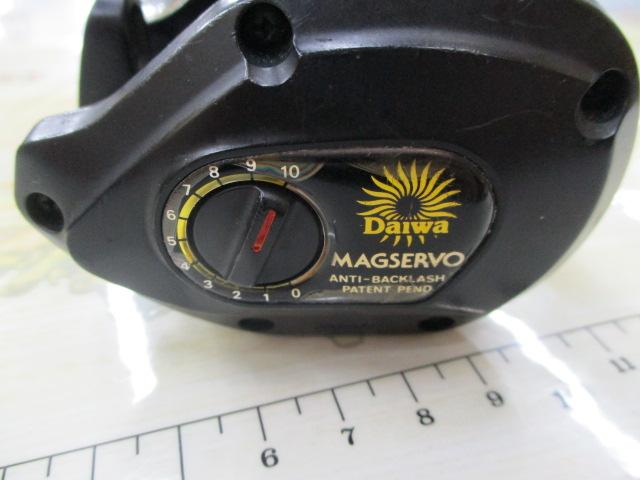 10
9
8
7
6
5
4
3
2
1
0
Daiwa
MAGSERVO
ANTI-BACKLASH
PATENT PEND
6 7 8 9 11